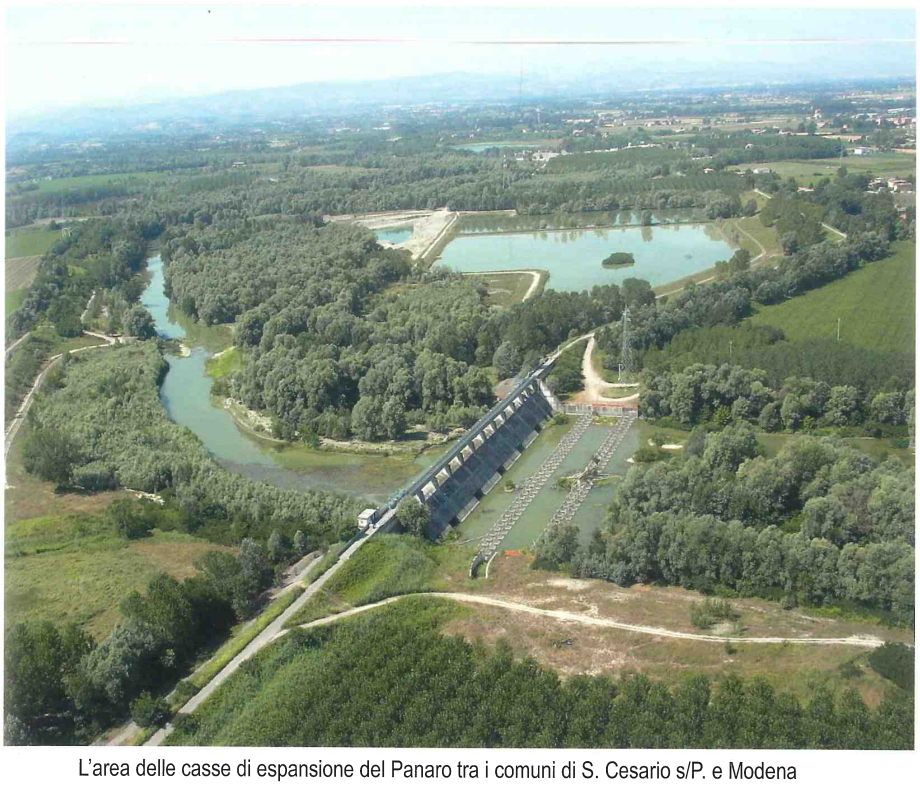 L'area delle casse di espansione del Panaro tra i comuni di S. Cesario s/P. e Modena